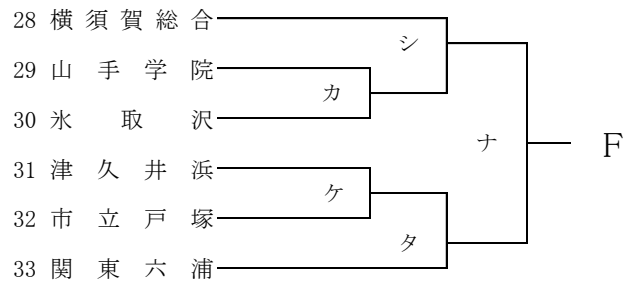 28 横須賀総合
シ
29 山手学院
カ
30 氷取沢
ナ F
31 津久井浜
ケ
32 市立戸塚
タ
33 関東六浦